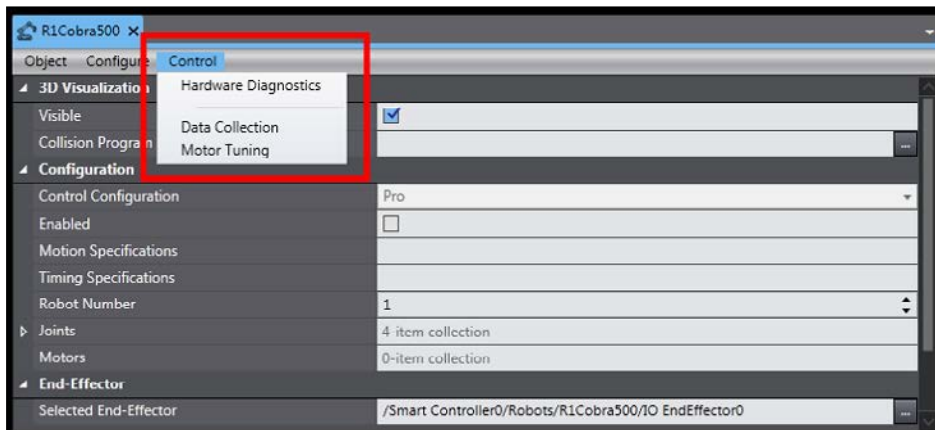 R1Cobra500
Object Configure Control
Hardware Diagnostics
Data Collection
Motor Tuning
3D Visualization
Visible
Collision Program
...
Configuration
Control Configuration Pro
Enabled
Motion Specifications
Timing Specifications
Robot Number 1
Joints 4-item collection
Motors 0-item collection
End-Effector
Selected End-Effector /Smart Controller0/Robots/R1Cobra500/IO EndEffector0 ...